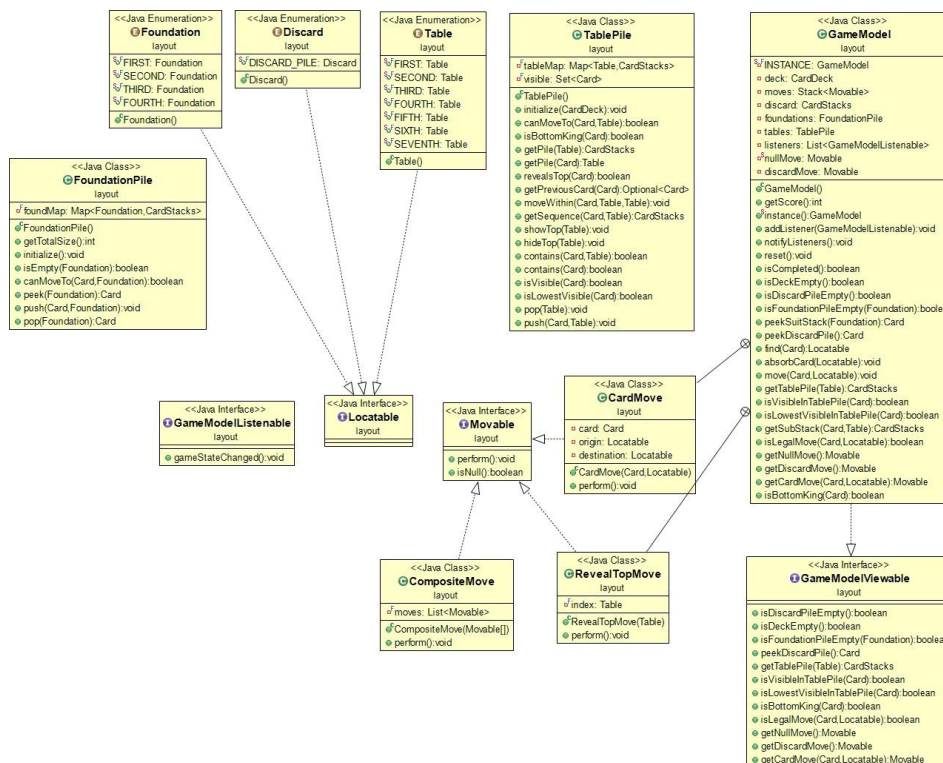 <<Java Enumeration>>
Foundation
layout
FIRST: Foundation
SECOND: Foundation
THIRD: Foundation
FOURTH: Foundation
Foundation()
<<Java Enumeration>>
Discard
layout
DISCARD_PILE: Discard
Discard()
<<Java Enumeration>>
Table
layout
FIRST: Table
SECOND: Table
THIRD: Table
FOURTH: Table
FIFTH: Table
SIXTH: Table
SEVENTH: Table
Table()
<<Java Class>>
TablePile
layout
tableMap: Map<Table,CardStacks>
visible: Set<Card>
TablePile()
initialize(CardDeck):void
canMoveTo(Card,Table):boolean
isBottomKing(Card):boolean
getPile(Table):CardStacks
getPile(Card):Table
revealsTop(Card):boolean
getPreviousCard(Card):Optional<Card>
moveWithin(Card,Table,Table):void
getSequence(Card,Table):CardStacks
showTop(Table):void
hideTop(Table):void
contains(Card,Table):boolean
contains(Card):boolean
isVisible(Card):boolean
isLowestVisible(Card):boolean
pop(Table):void
push(Card,Table):void
<<Java Class>>
GameModel
layout
INSTANCE: GameModel
deck: CardDeck
moves: Stack<Movable>
discard: CardStacks
foundations: FoundationPile
tables: TablePile
listeners: List<GameModelListenable>
nullMove: Movable
discardMove: Movable
GameModel()
getScore():int
instance():GameModel
addListener(GameModelListenable):void
notifyListeners():void
reset():void
isCompleted():boolean
isDeckEmpty():boolean
isDiscardPileEmpty():boolean
isFoundationPileEmpty(Foundation):boole
peekSuitStack(Foundation):Card
peekDiscardPile():Card
find(Card):Locatable
absorbCard(Locatable):void
move(Card,Locatable):void
getTablePile(Table):CardStacks
isVisibleInTablePile(Card):boolean
isLowestVisibleInTablePile(Card):boolean
getSubStack(Card,Table):CardStacks
isLegalMove(Card,Locatable):boolean
getNullMove():Movable
getDiscardMove():Movable
getCardMove(Card,Locatable):Movable
isBottomKing(Card):boolean
<<Java Class>>
FoundationPile
layout
foundMap: Map<Foundation,CardStacks>
FoundationPile()
getTotalSize():int
initialize():void
isEmpty(Foundation):boolean
canMoveTo(Card,Foundation):boolean
peek(Foundation):Card
push(Card,Foundation):void
pop(Foundation):Card
<<Java Interface>>
GameModelListenable
layout
gameStateChanged():void
<<Java Interface>>
Locatable
layout
<<Java Interface>>
Movable
layout
perform():void
isNull():boolean
<<Java Class>>
CardMove
layout
card: Card
origin: Locatable
destination: Locatable
CardMove(Card,Locatable)
perform():void
<<Java Class>>
CompositeMove
layout
moves: List<Movable>
CompositeMove(Movable[])
perform():void
<<Java Class>>
RevealTopMove
layout
index: Table
RevealTopMove(Table)
perform():void
<<Java Interface>>
GameModelViewable
layout
isDiscardPileEmpty():boolean
isDeckEmpty():boolean
isFoundationPileEmpty(Foundation):boolea
peekDiscardPile():Card
getTablePile(Table):CardStacks
isVisibleInTablePile(Card):boolean
isLowestVisibleInTablePile(Card):boolean
isBottomKing(Card):boolean
isLegalMove(Card,Locatable):boolean
getNullMove():Movable
getDiscardMove():Movable
getCardMove(Card,Locatable):Movable